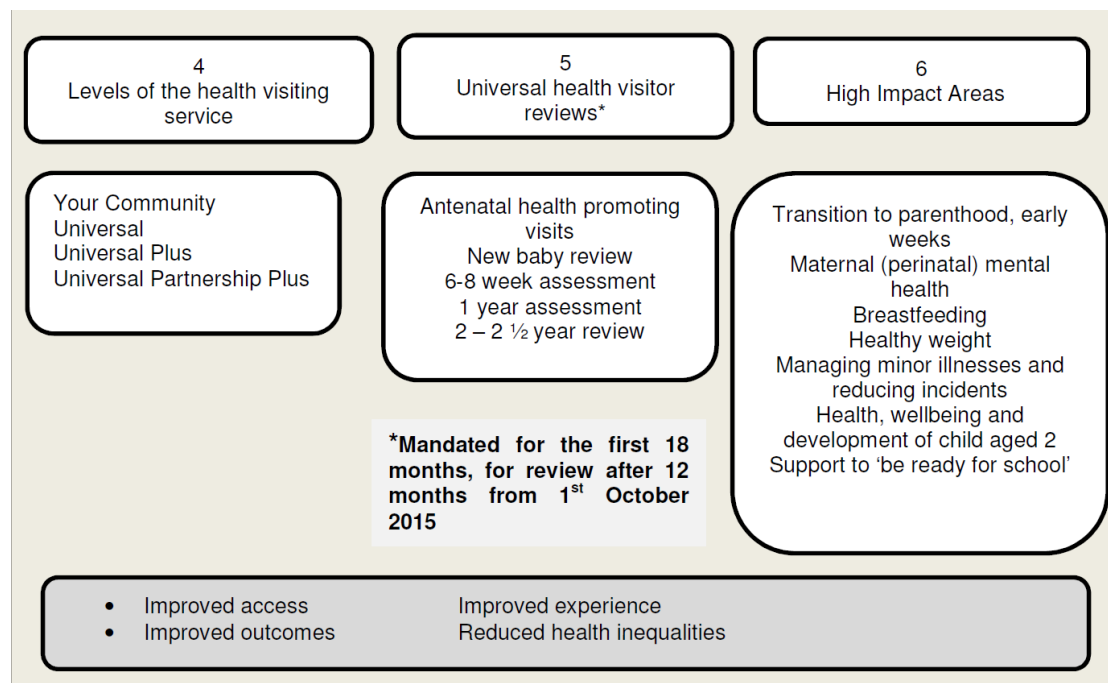 4
Levels of the health visiting
service
5
Universal health visitor
reviews*
6
High Impact Areas
Your Community
Universal
Universal Plus
Universal Partnership Plus
Antenatal health promoting
visits
New baby review
6-8 week assessment
1 year assessment
2 – 2 ½ year review
Transition to parenthood, early
weeks
Maternal (perinatal) mental
health
Breastfeeding
Healthy weight
Managing minor illnesses and
reducing incidents
Health, wellbeing and
development of child aged 2
Support to ‘be ready for school’
*Mandated for the first 18
months, for review after 12
months from 1st October
2015
• Improved access Improved experience
• Improved outcomes Reduced health inequalities